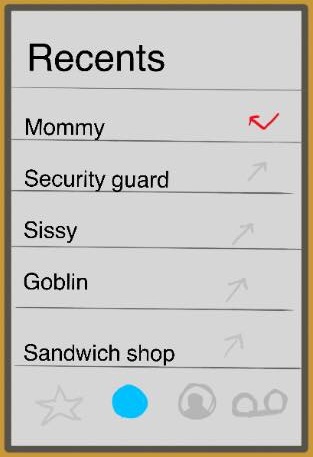 Recents
Mommy
Security guard
Sissy
Goblin
Sandwich shop